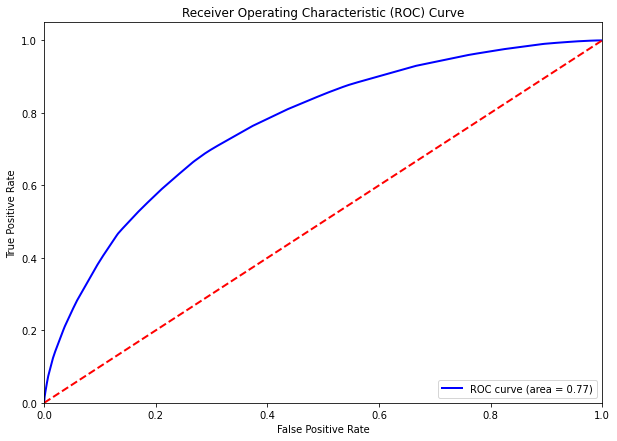 Receiver Operating Characteristic (ROC) Curve
1.0
0.8
0.6
0.4
0.2
0.0
True Positive Rate
ROC curve (area = 0.77)
0.0 0.2 0.4 0.6 0.8 1.0
False Positive Rate